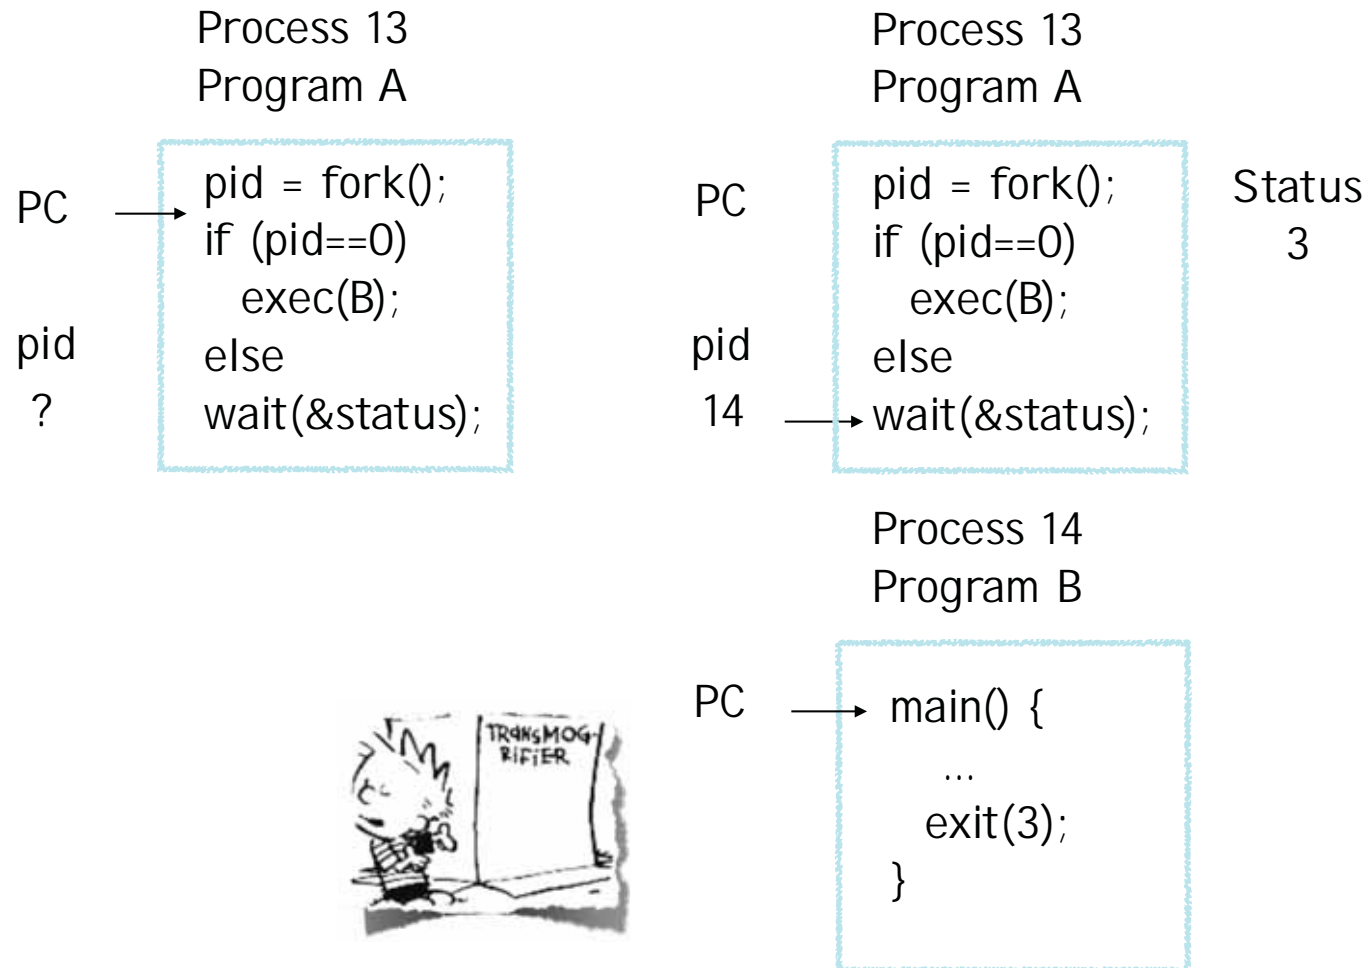 Process 13
Program A
PC
pid = fork();
if (pid==0)
exec(B);
else
wait(&status);
pid
?
Process 13
Program A
PC
pid = fork();
if (pid==0)
exec(B);
else
wait(&status);
pid
14
Status
3
Process 14
Program B
PC
main() {
...
exit(3);
}
TRANSMOG-
RIFIER